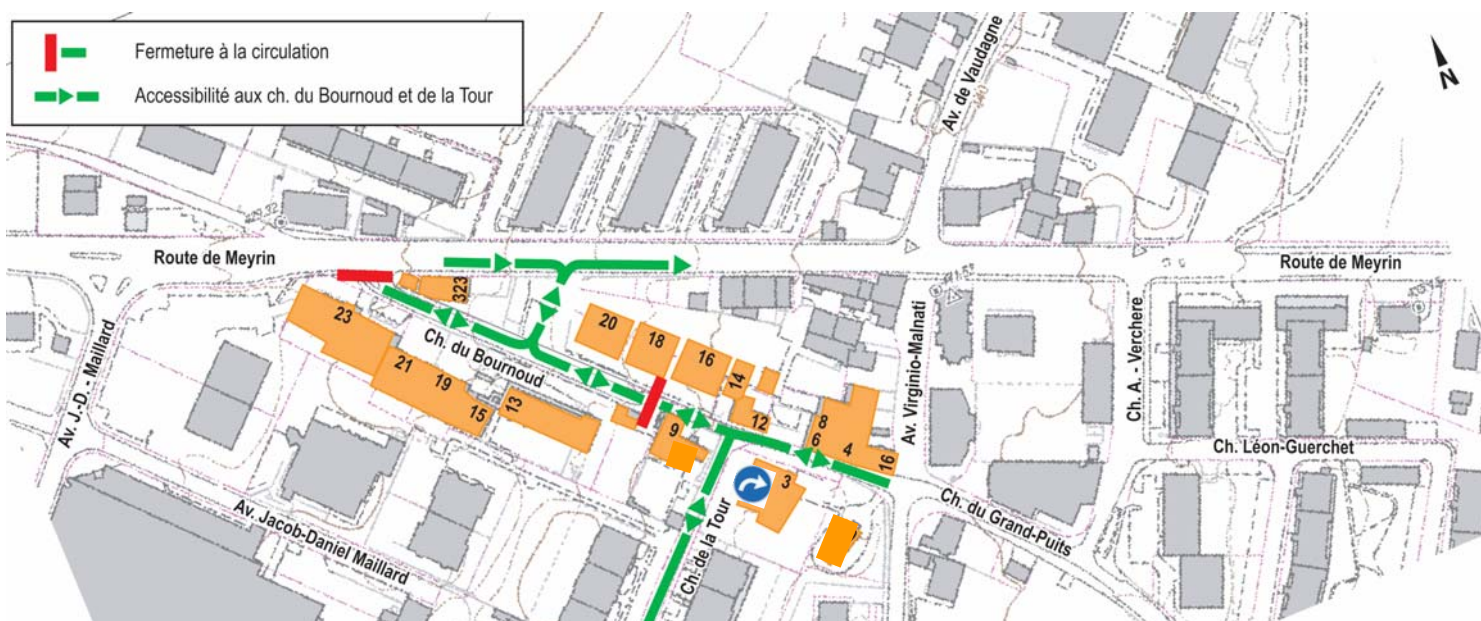 Fermeture à la circulation
Accessibilité aux ch. du Bournoud et de la Tour
N
Av. de Vaudagne
Route de Meyrin
Route de Meyrin
323
23
Ch. du Bournoud
20
18
16
14
12
21
19
15
13
9
8
6
4
16
3
Av. J.-D. - Maillard
Av. Virginio-Malnati
Ch. A. - Verchere
Ch. Léon-Guerchet
Ch. du Grand-Puits
Ch. de la Tour
Av. Jacob-Daniel Maillard